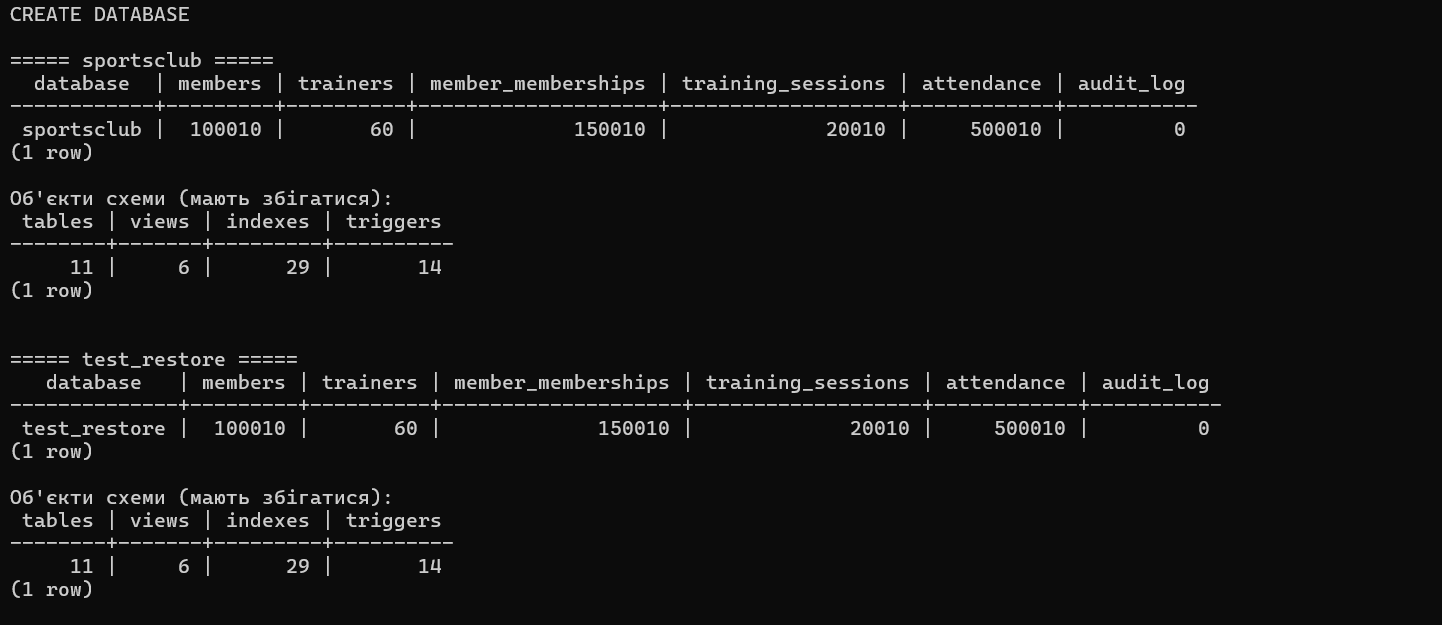 CREATE DATABASE

===== sportsclub =====
  database  | members | trainers | member_memberships | training_sessions | attendance | audit_log
------------+---------+----------+--------------------+-------------------+------------+-----------
 sportsclub |  100010 |       60 |             150010 |             20010 |     500010 |         0
(1 row)

Об'єкти схеми (мають збігатися):
 tables | views | indexes | triggers
--------+-------+---------+----------
     11 |     6 |      29 |       14
(1 row)


===== test_restore =====
   database   | members | trainers | member_memberships | training_sessions | attendance | audit_log
--------------+---------+----------+--------------------+-------------------+------------+-----------
 test_restore |  100010 |       60 |             150010 |             20010 |     500010 |         0
(1 row)

Об'єкти схеми (мають збігатися):
 tables | views | indexes | triggers
--------+-------+---------+----------
     11 |     6 |      29 |       14
(1 row)